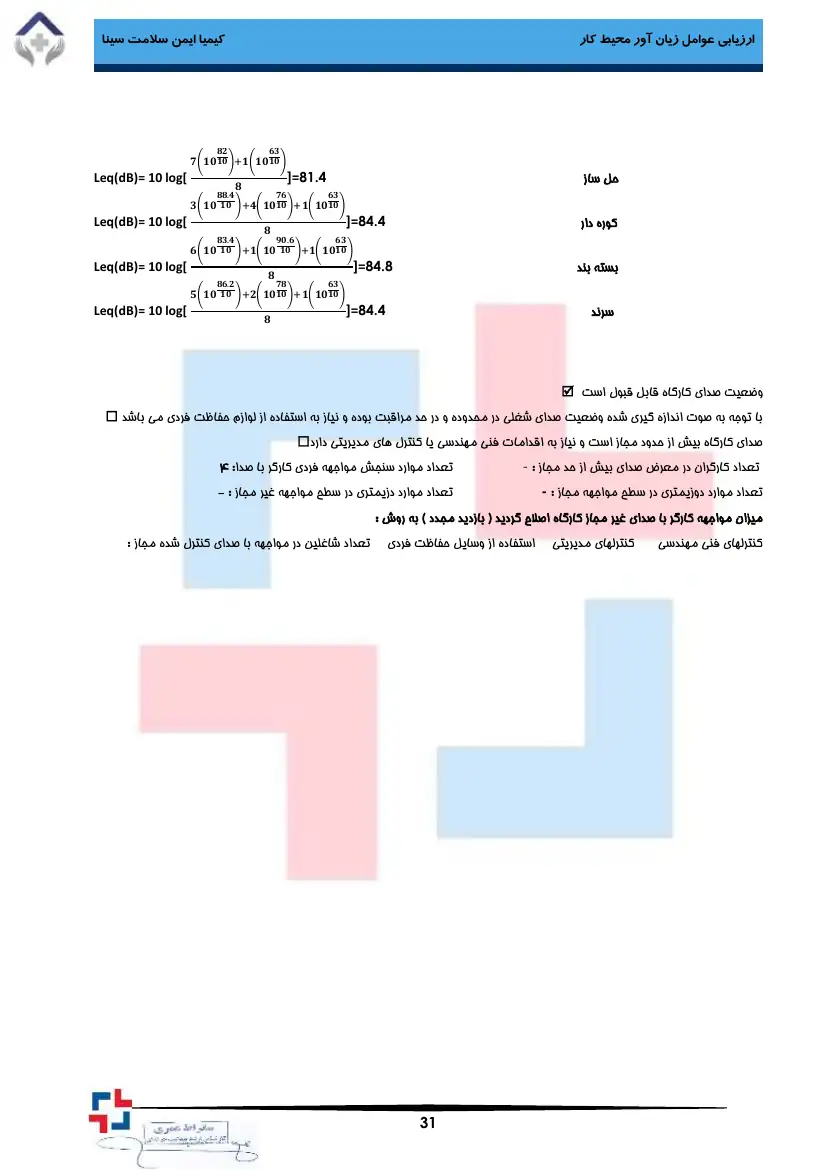 ارزیابی عوامل زیان آور محیط کار کیمیا ایمن سلامت سینا
حل ساز Leq(dB)= 10 log[ (7(10^(82/10))+1(10^(63/10)))/8 ]=81.4
کوره دار Leq(dB)= 10 log[ (3(10^(88.4/10))+4(10^(76/10))+1(10^(63/10)))/8 ]=84.4
بسته بند Leq(dB)= 10 log[ (6(10^(83.4/10))+1(10^(90.6/10))+1(10^(63/10)))/8 ]=84.8
سرند Leq(dB)= 10 log[ (5(10^(86.2/10))+2(10^(78/10))+1(10^(63/10)))/8 ]=84.4
وضعیت صدای کارگاه قابل قبول است ☑
با توجه به صوت اندازه گیری شده وضعیت صدای شغلی در محدوده و در حد مراقبت بوده و نیاز به استفاده از لوازم حفاظت فردی می باشد ☐
صدای کارگاه بیش از حدود مجاز است و نیاز به اقدامات فنی مهندسی یا کنترل های مدیریتی دارد☐
تعداد کارگران در معرض صدای بیش از حد مجاز : - تعداد موارد سنجش مواجهه فردی کارگر با صدا: ۴
تعداد موارد دوزیمتری در سطح مواجهه مجاز : - تعداد موارد دزیمتری در سطح مواجهه غیر مجاز : –
میزان مواجهه کارگر با صدای غیر مجاز کارگاه اصلاح گردید ( بازدید مجدد ) به روش :
کنترلهای فنی مهندسی کنترلهای مدیریتی استفاده از وسایل حفاظت فردی تعداد شاغلین در مواجهه با صدای کنترل شده مجاز :
31